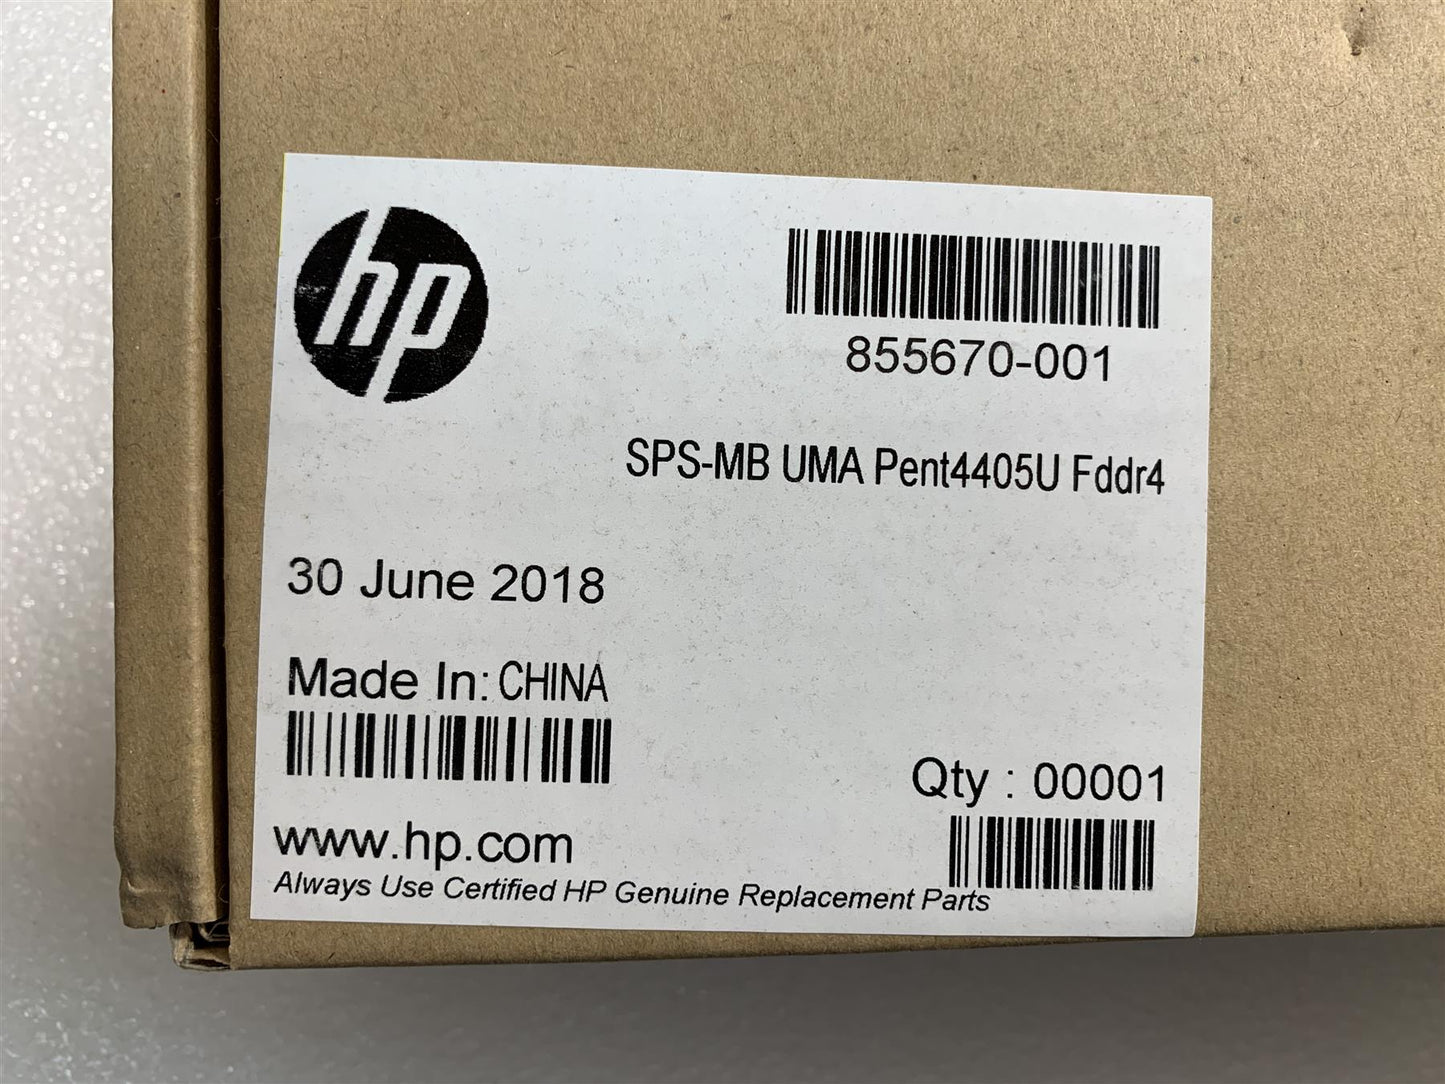 hp
855670-001
SPS-MB UMA Pent4405U Fddr4
30 June 2018
Made In: CHINA
Qty : 00001
www.hp.com
Always Use Certified HP Genuine Replacement Parts